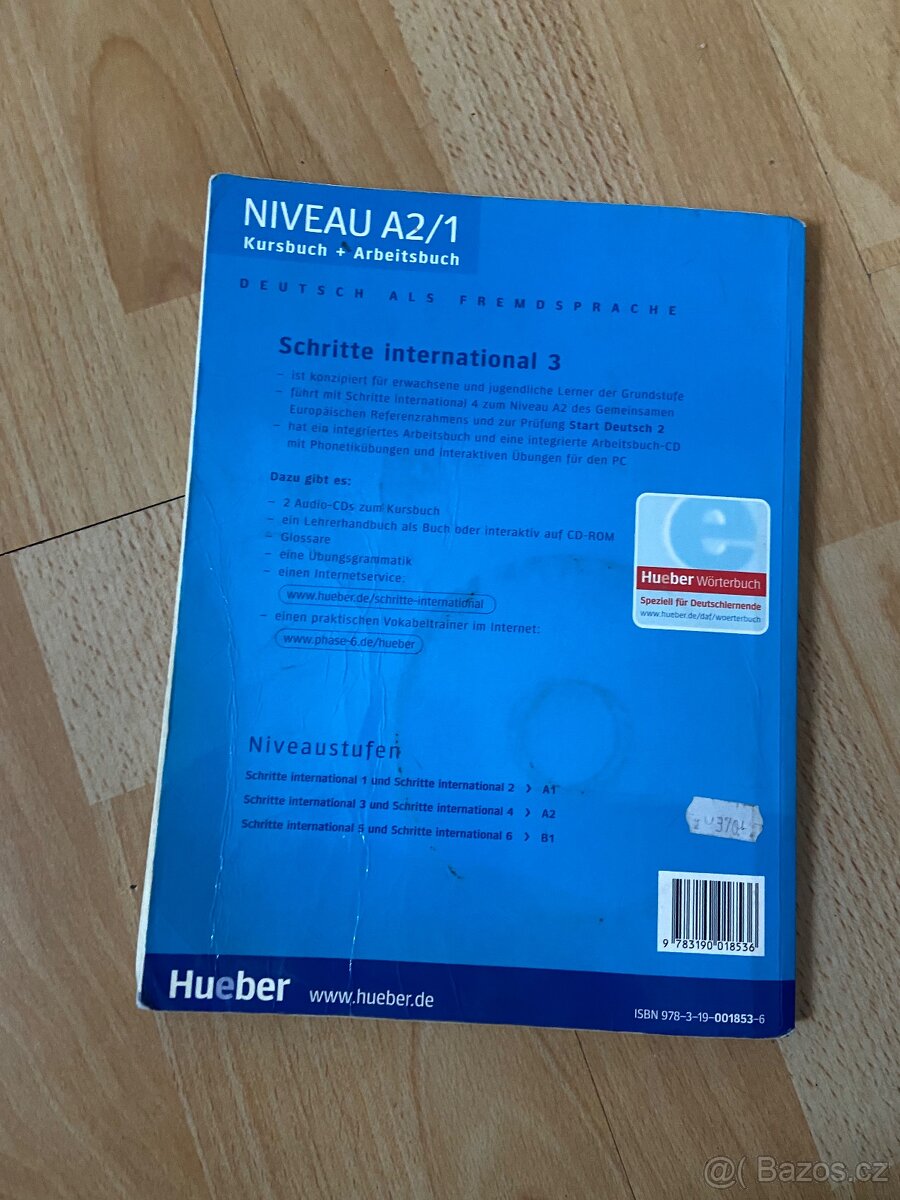 NIVEAU A2/1
Kursbuch + Arbeitsbuch
DEUTSCH ALS FREMDSPRACHE
Schritte international 3
– ist konzipiert für erwachsene und jugendliche Lerner der Grundstufe
– führt mit Schritte international 4 zum Niveau A2 des Gemeinsamen
Europäischen Referenzrahmens und zur Prüfung Start Deutsch 2
– hat ein integriertes Arbeitsbuch und eine integrierte Arbeitsbuch-CD
mit Phonetikübungen und interaktiven Übungen für den PC
Dazu gibt es:
– 2 Audio-CDs zum Kursbuch
– ein Lehrerhandbuch als Buch oder interaktiv auf CD-ROM
– Glossare
– eine Übungsgrammatik
– einen Internetservice:
www.hueber.de/schritte-international
– einen praktischen Vokabeltrainer im Internet:
www.phase-6.de/hueber
e
Hueber Wörterbuch
Speziell für Deutschlernende
www.hueber.de/daf/woerterbuch
Niveaustufen
Schritte international 1 und Schritte international 2 › A1
Schritte international 3 und Schritte international 4 › A2
Schritte international 5 und Schritte international 6 › B1
9 783190 018536
Hueber www.hueber.de
ISBN 978-3-19-001853-6
@( Bazos.cz